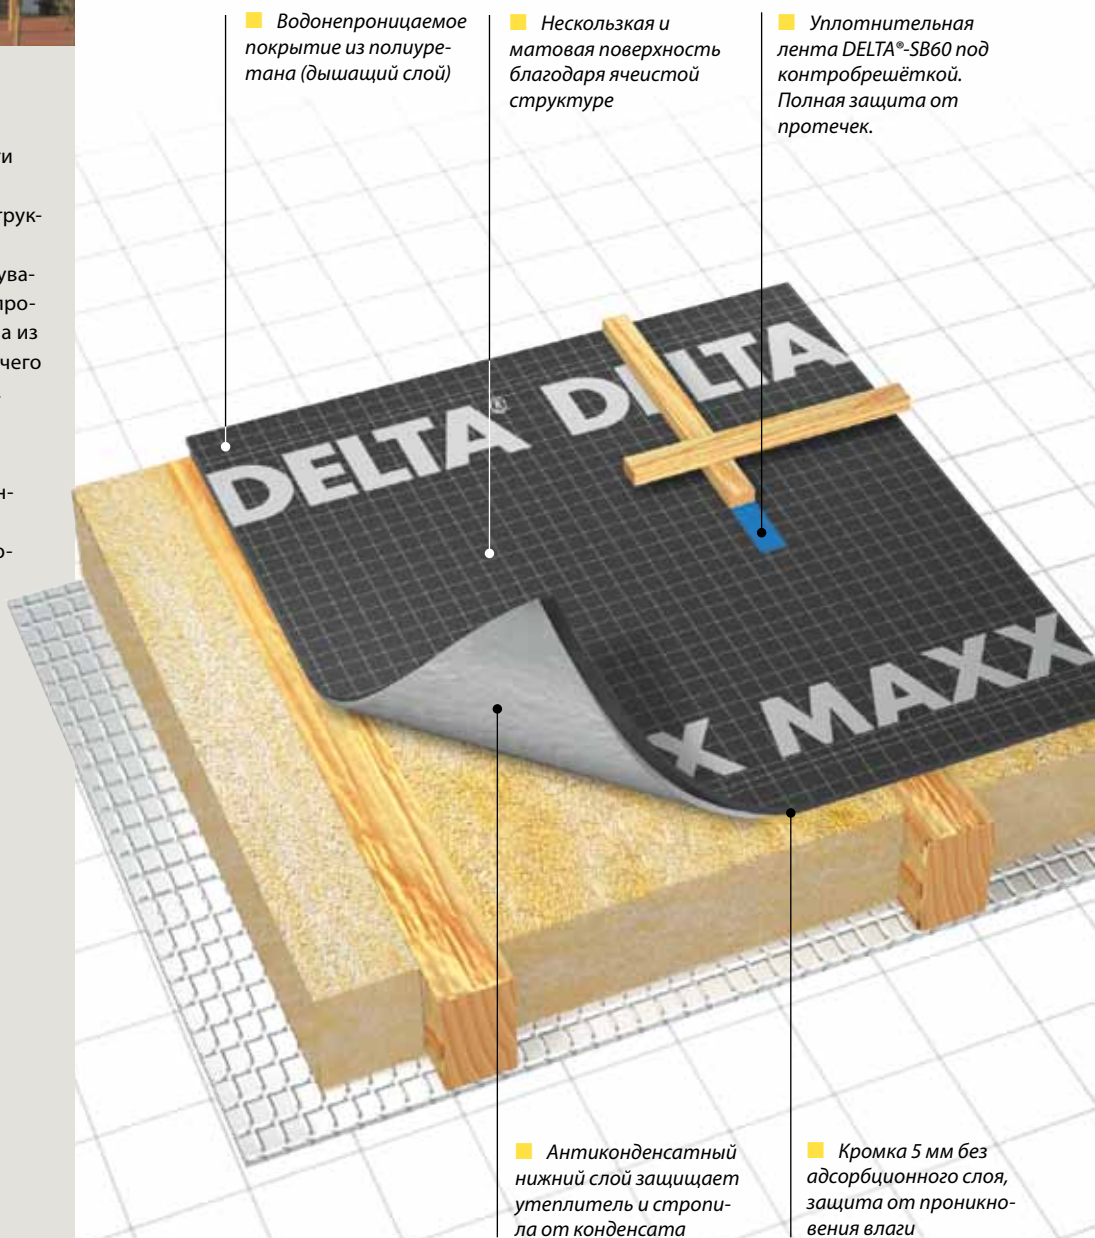 ■ Водонепроницаемое
покрытие из полиуре-
тана (дышащий слой)
■ Нескользкая и
матовая поверхность
благодаря ячеистой
структуре
■ Уплотнительная
лента DELTA®-SB60 под
контробрешёткой.
Полная защита от
протечек.
DELTA® DELTA
X MAXX
■ Антиконденсатный
нижний слой защищает
утеплитель и стропи-
ла от конденсата
■ Кромка 5 мм без
адсорбционного слоя,
защита от проникно-
вения влаги
а из
чего